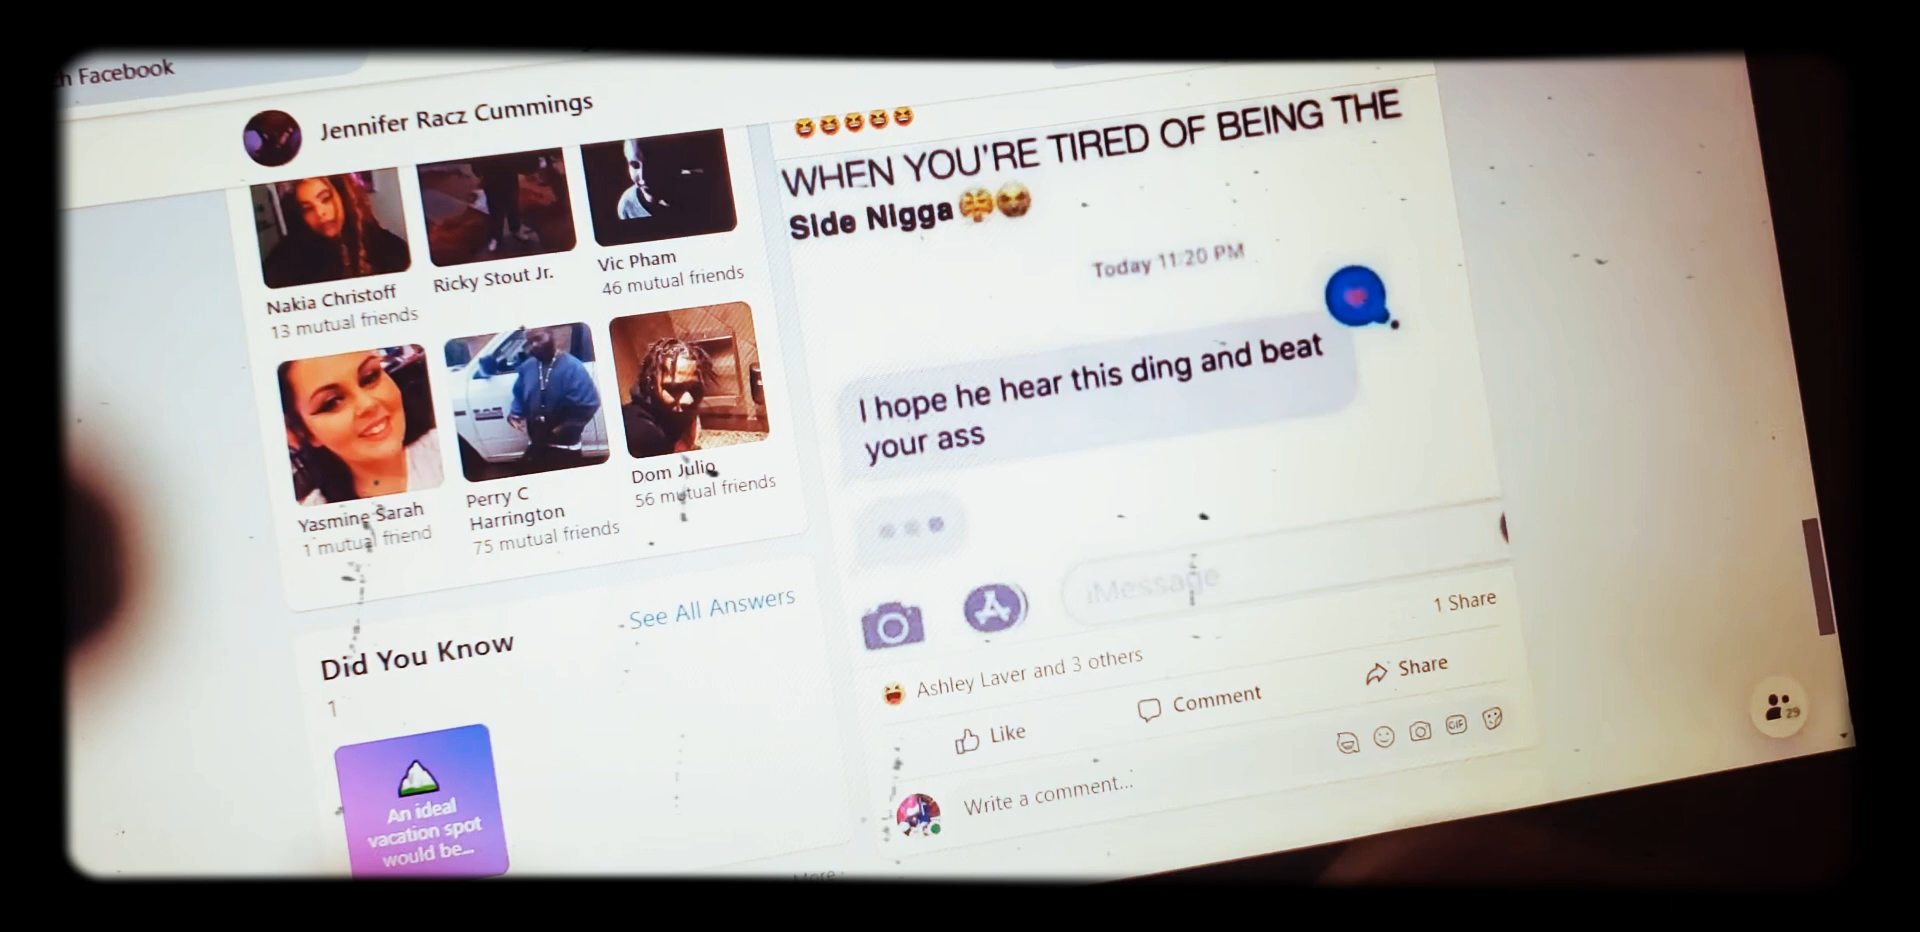 Facebook
Jennifer Racz Cummings
Nakia Christoff
13 mutual friends
Ricky Stout Jr.
Vic Pham
46 mutual friends
Yasmine Sarah
1 mutual friend
Perry C
Harrington
75 mutual friends
Dom Julio
56 mutual friends
Did You Know
See All Answers
1
An ideal
vacation spot
would be...
😆😆😆😆😆
WHEN YOU'RE TIRED OF BEING THE
Side Nigga
Today 11:20 PM
I hope he hear this ding and beat
your ass
iMessage
Ashley Laver and 3 others
1 Share
Like
Comment
Share
Write a comment...
GIF
29
More